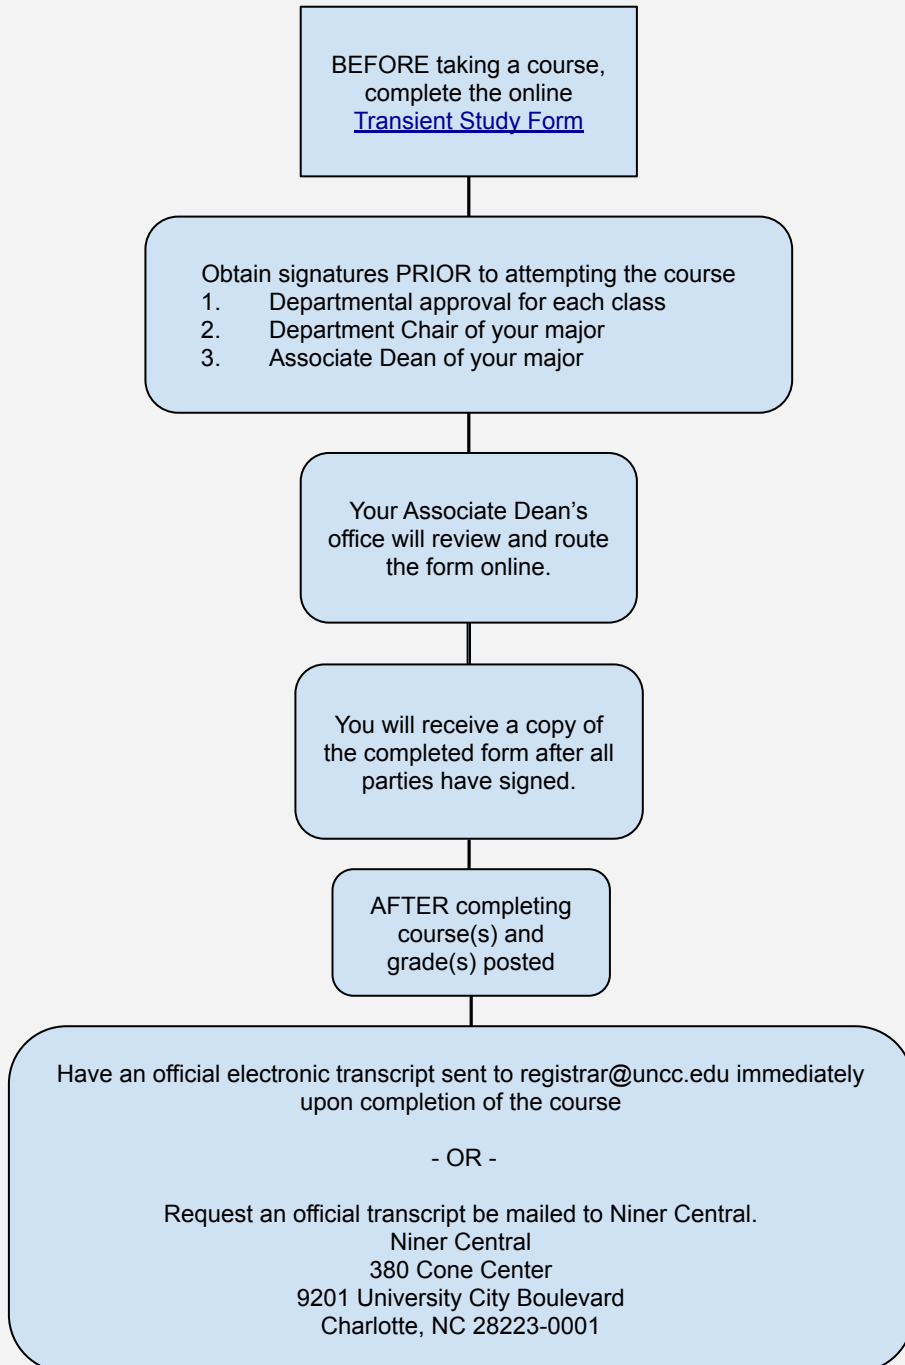 BEFORE taking a course,
complete the online
Transient Study Form
Obtain signatures PRIOR to attempting the course
1. Departmental approval for each class
2. Department Chair of your major
3. Associate Dean of your major
Your Associate Dean’s
office will review and route
the form online.
You will receive a copy of
the completed form after all
parties have signed.
AFTER completing
course(s) and
grade(s) posted
Have an official electronic transcript sent to registrar@uncc.edu immediately
upon completion of the course
- OR -
Request an official transcript be mailed to Niner Central.
Niner Central
380 Cone Center
9201 University City Boulevard
Charlotte, NC 28223-0001